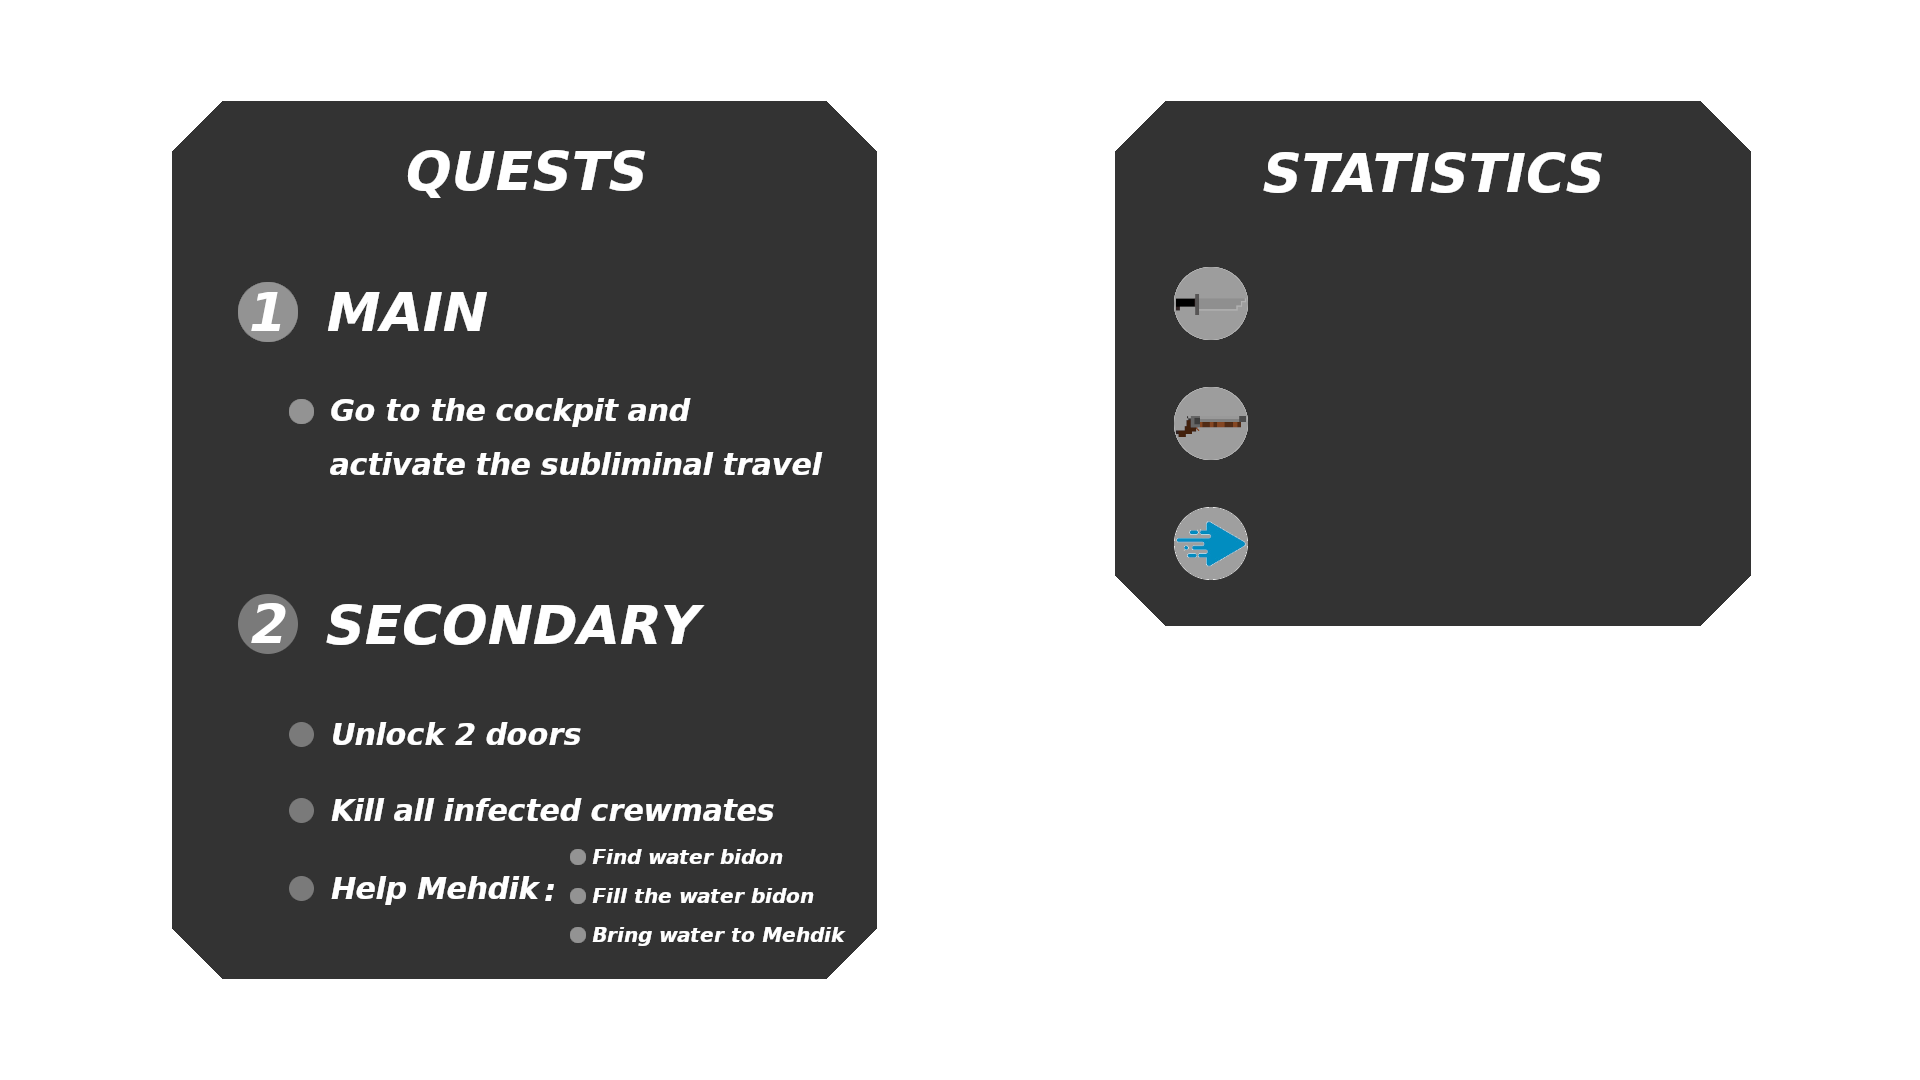 QUESTS
1 MAIN
Go to the cockpit and
activate the subliminal travel
2 SECONDARY
Unlock 2 doors
Kill all infected crewmates
Help Mehdik :
Find water bidon
Fill the water bidon
Bring water to Mehdik
STATISTICS